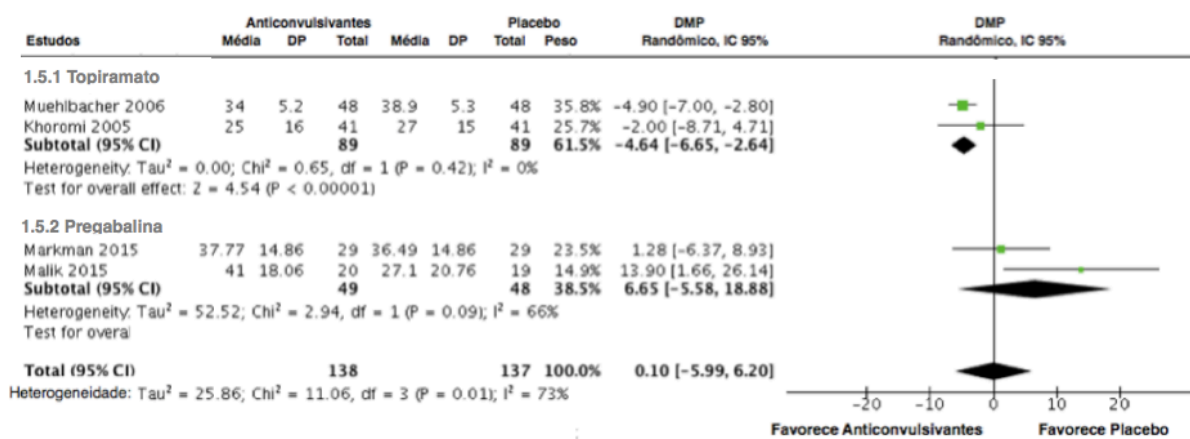 Anticonvulsivantes Placebo DMP DMP
Estudos Média DP Total Média DP Total Peso Randômico, IC 95% Randômico, IC 95%
1.5.1 Topiramato
Muehlbacher 2006 34 5.2 48 38.9 5.3 48 35.8% -4.90 [-7.00, -2.80]
Khoromi 2005 25 16 41 27 15 41 25.7% -2.00 [-8.71, 4.71]
Subtotal (95% CI) 89 89 61.5% -4.64 [-6.65, -2.64]
Heterogeneity: Tau² = 0.00; Chi² = 0.65, df = 1 (P = 0.42); I² = 0%
Test for overall effect: Z = 4.54 (P < 0.00001)
1.5.2 Pregabalina
Markman 2015 37.77 14.86 29 36.49 14.86 29 23.5% 1.28 [-6.37, 8.93]
Malik 2015 41 18.06 20 27.1 20.76 19 14.9% 13.90 [1.66, 26.14]
Subtotal (95% CI) 49 48 38.5% 6.65 [-5.58, 18.88]
Heterogeneity: Tau² = 52.52; Chi² = 2.94, df = 1 (P = 0.09); I² = 66%
Test for overal
Total (95% CI) 138 137 100.0% 0.10 [-5.99, 6.20]
Heterogeneidade: Tau² = 25.86; Chi² = 11.06, df = 3 (P = 0.01); I² = 73%
-20 -10 0 10 20
Favorece Anticonvulsivantes Favorece Placebo